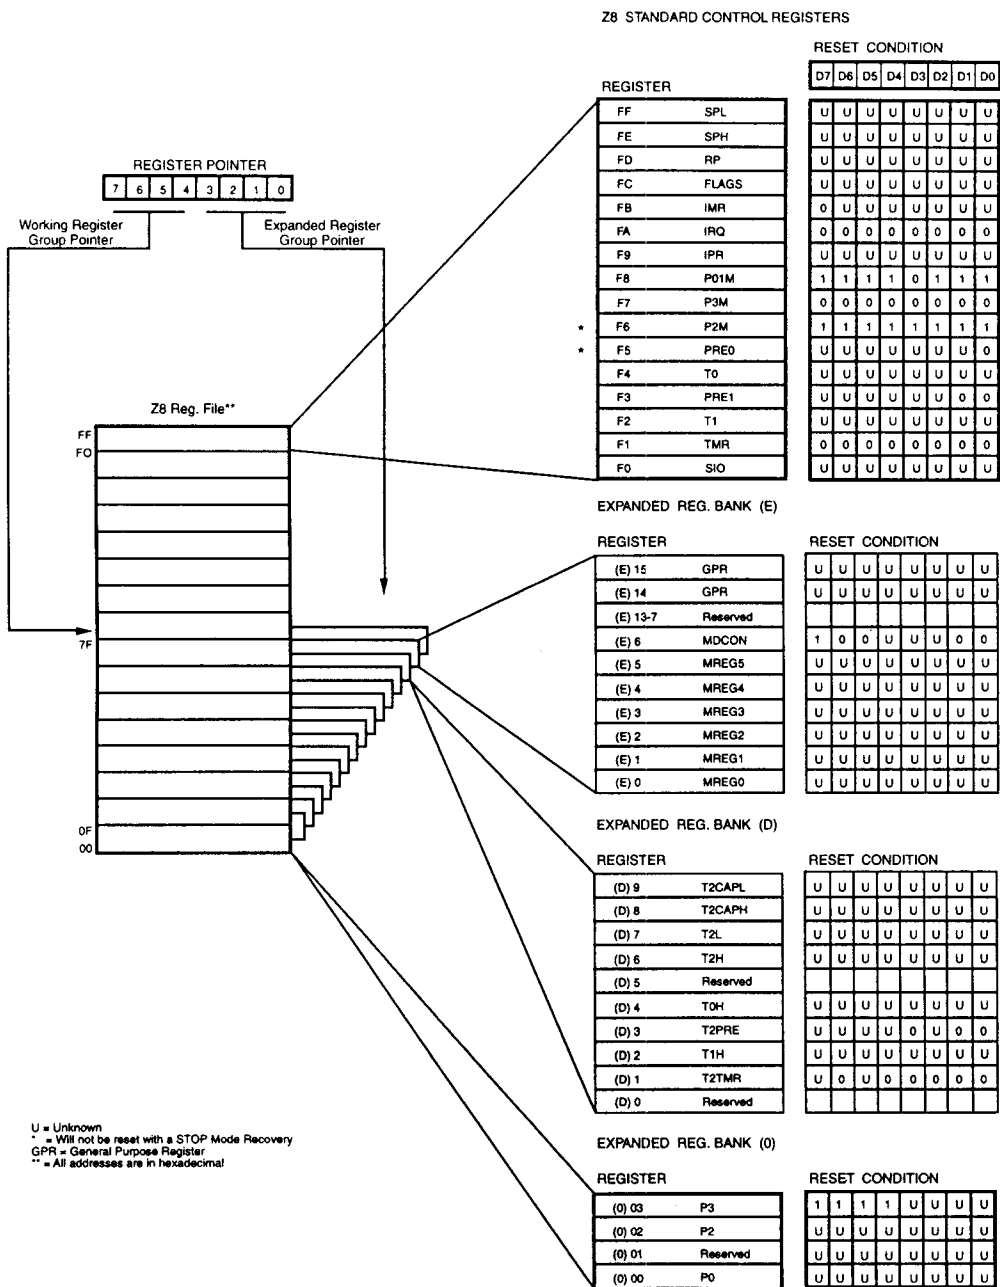 Z8 STANDARD CONTROL REGISTERS
RESET CONDITION
D7 D6 D5 D4 D3 D2 D1 D0
REGISTER
FF SPL U U U U U U U U
FE SPH U U U U U U U U
FD RP U U U U U U U U
FC FLAGS U U U U U U U U
FB IMR 0 U U U U U U U
FA IRQ 0 0 0 0 0 0 0 0
F9 IPR U U U U U U U U
F8 P01M 1 1 1 1 0 1 1 1
F7 P3M 0 0 0 0 0 0 0 0
* F6 P2M 1 1 1 1 1 1 1 1
* F5 PRE0 U U U U U U U 0
F4 T0 U U U U U U U U
F3 PRE1 U U U U U U 0 0
F2 T1 U U U U U U U U
F1 TMR 0 0 0 0 0 0 0 0
F0 SIO U U U U U U U U
REGISTER POINTER
7 6 5 4 3 2 1 0
Working Register
Group Pointer
Expanded Register
Group Pointer
Z8 Reg. File**
FF
FO
7F
0F
00
EXPANDED REG. BANK (E)
REGISTER RESET CONDITION
(E) 15 GPR U U U U U U U U
(E) 14 GPR U U U U U U U U
(E) 13-7 Reserved
(E) 6 MDCON 1 0 0 U U U 0 0
(E) 5 MREG5 U U U U U U U U
(E) 4 MREG4 U U U U U U U U
(E) 3 MREG3 U U U U U U U U
(E) 2 MREG2 U U U U U U U U
(E) 1 MREG1 U U U U U U U U
(E) 0 MREG0 U U U U U U U U
EXPANDED REG. BANK (D)
REGISTER RESET CONDITION
(D) 9 T2CAPL U U U U U U U U
(D) 8 T2CAPH U U U U U U U U
(D) 7 T2L U U U U U U U U
(D) 6 T2H U U U U U U U U
(D) 5 Reserved
(D) 4 T0H U U U U U U U U
(D) 3 T2PRE U U U U 0 U 0 0
(D) 2 T1H U U U U U U U U
(D) 1 T2TMR U 0 U 0 0 0 0 0
(D) 0 Reserved
U = Unknown
* = Will not be reset with a STOP Mode Recovery
GPR = General Purpose Register
** = All addresses are in hexadecimal
EXPANDED REG. BANK (0)
REGISTER RESET CONDITION
(0) 03 P3 1 1 1 1 U U U U
(0) 02 P2 U U U U U U U U
(0) 01 Reserved U U U U U U U U
(0) 00 P0 U U U U U U U U